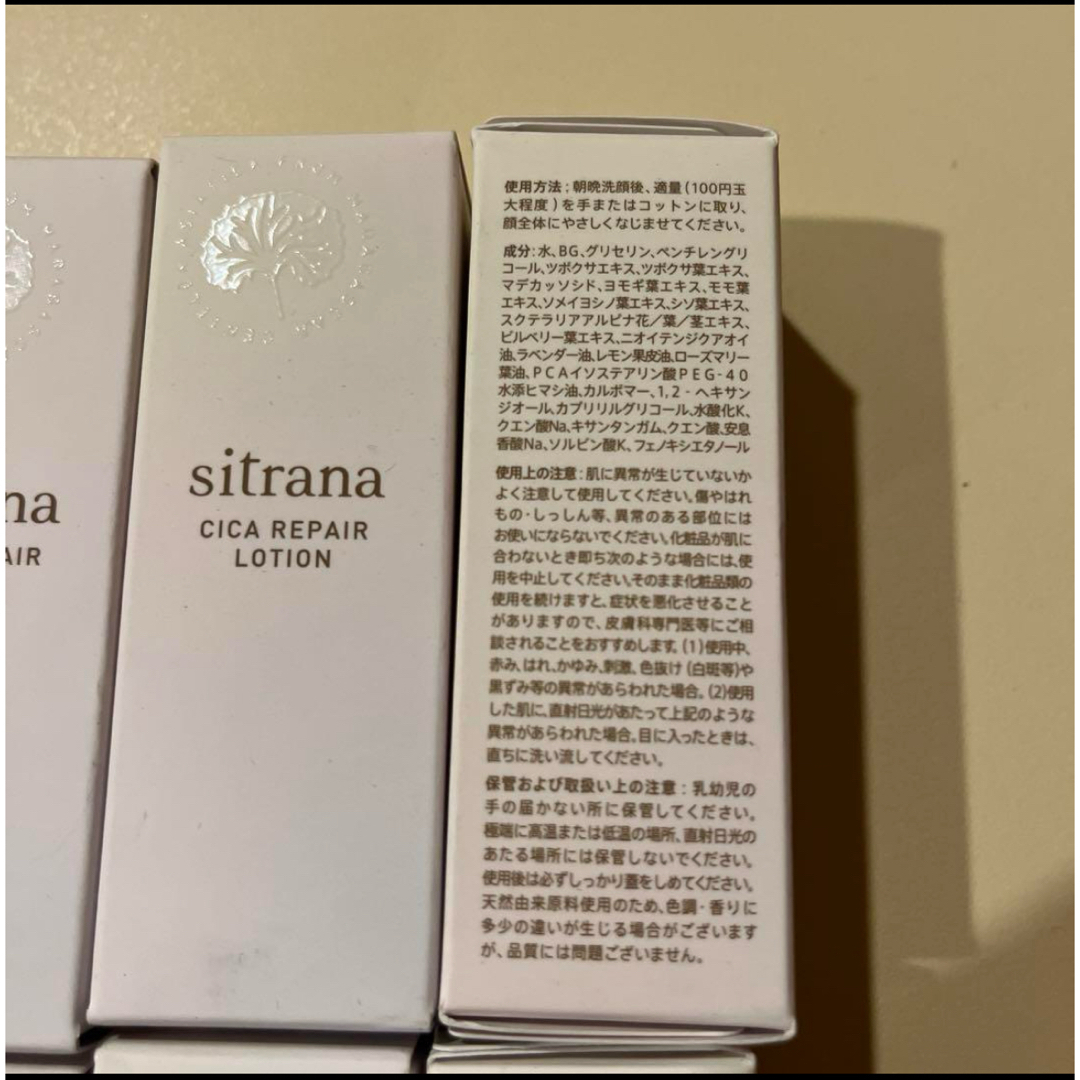 na
AIR
sitrana
CICA REPAIR
LOTION
使用方法：朝晩洗顔後、適量(100円玉
大程度)を手またはコットンに取り、
顔全体にやさしくなじませてください。
成分：水、BG、グリセリン、ペンチレングリ
コール、ツボクサエキス、ツボクサ葉エキス、
マデカッソシド、ヨモギ葉エキス、モモ葉
エキス、ソメイヨシノ葉エキス、シソ葉エキス、
スクテラリアアルピナ花／葉／茎エキス、
ビルベリー葉エキス、ニオイテンジクアオイ
油、ラベンダー油、レモン果皮油、ローズマリー
葉油、PCAイソステアリン酸PEG-40
水添ヒマシ油、カルボマー、1,2-ヘキサン
ジオール、カプリリルグリコール、水酸化K、
クエン酸Na、キサンタンガム、クエン酸、安息
香酸Na、ソルビン酸K、フェノキシエタノール
使用上の注意：肌に異常が生じていないか
よく注意して使用してください。傷やはれ
もの・しっしん等、異常のある部位には
お使いにならないでください。化粧品が肌に
合わないとき即ち次のような場合には、使
用を中止してください。そのまま化粧品類の
使用を続けますと、症状を悪化させること
がありますので、皮膚科専門医等にご相
談されることをおすすめします。(1)使用中、
赤み、はれ、かゆみ、刺激、色抜け(白斑等)や
黒ずみ等の異常があらわれた場合。(2)使用
した肌に、直射日光があたって上記のような
異常があらわれた場合。目に入ったときは、
直ちに洗い流してください。
保管および取扱い上の注意：乳幼児の
手の届かない所に保管してください。
極端に高温または低温の場所、直射日光の
あたる場所には保管しないでください。
使用後は必ずしっかり蓋をしめてください。
天然由来原料使用のため、色調・香りに
多少の違いが生じる場合がございます
が、品質には問題ございません。